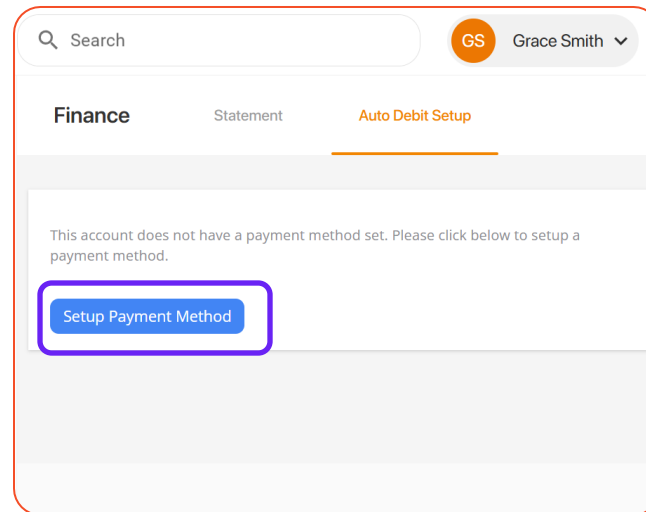 Search
GS Grace Smith
Finance Statement Auto Debit Setup
This account does not have a payment method set. Please click below to setup a
payment method.
Setup Payment Method